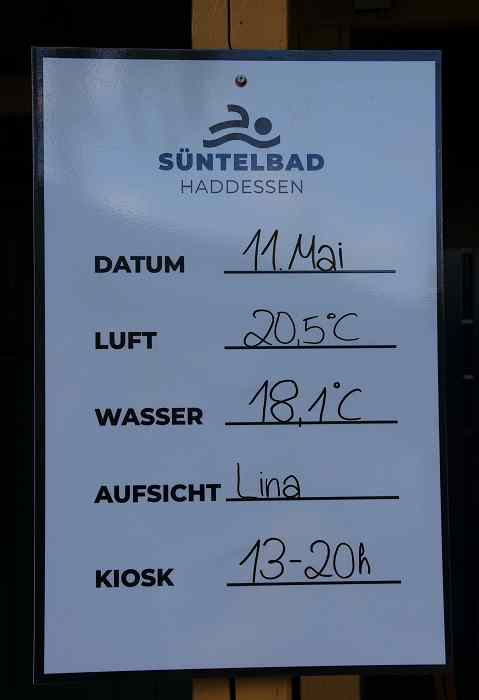 SÜNTELBAD
HADDESSEN
DATUM 11. Mai
LUFT 20,5°C
WASSER 18,1°C
AUFSICHT Lina
KIOSK 13-20h